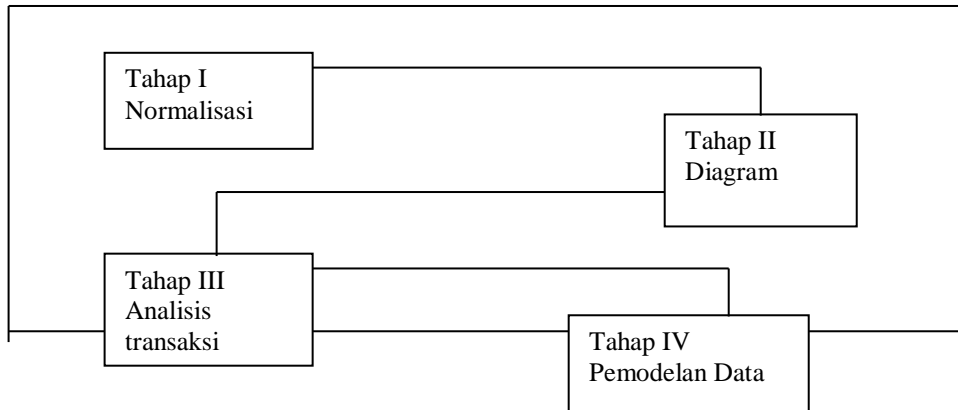 Tahap I
Normalisasi
Tahap II
Diagram
Tahap III
Analisis
transaksi
Tahap IV
Pemodelan Data